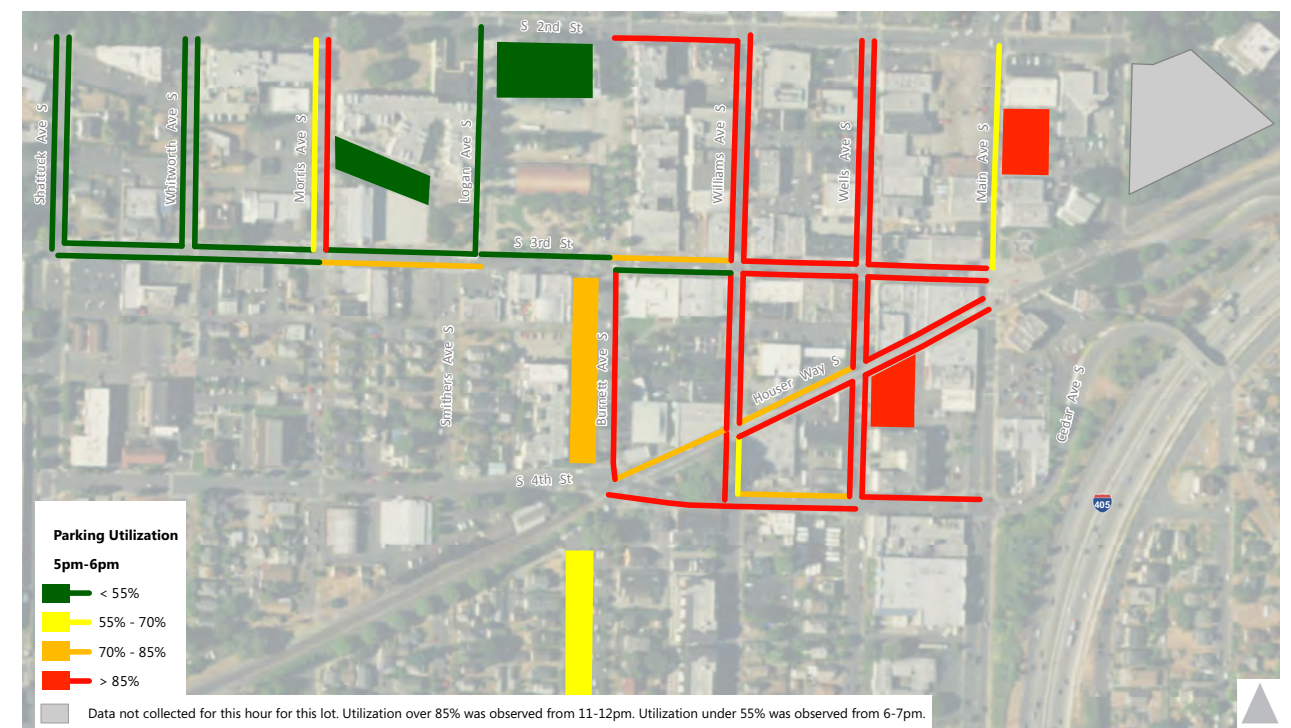 S 2nd St
Shattuck Ave S
Whitworth Ave S
Morris Ave S
Logan Ave S
Williams Ave S
Wells Ave S
Main Ave S
S 3rd St
Smithers Ave S
Burnett Ave S
Houser Way S
Cedar Ave S
S 4th St
405
Parking Utilization
5pm-6pm
< 55%
55% - 70%
70% - 85%
> 85%
Data not collected for this hour for this lot. Utilization over 85% was observed from 11-12pm. Utilization under 55% was observed from 6-7pm.